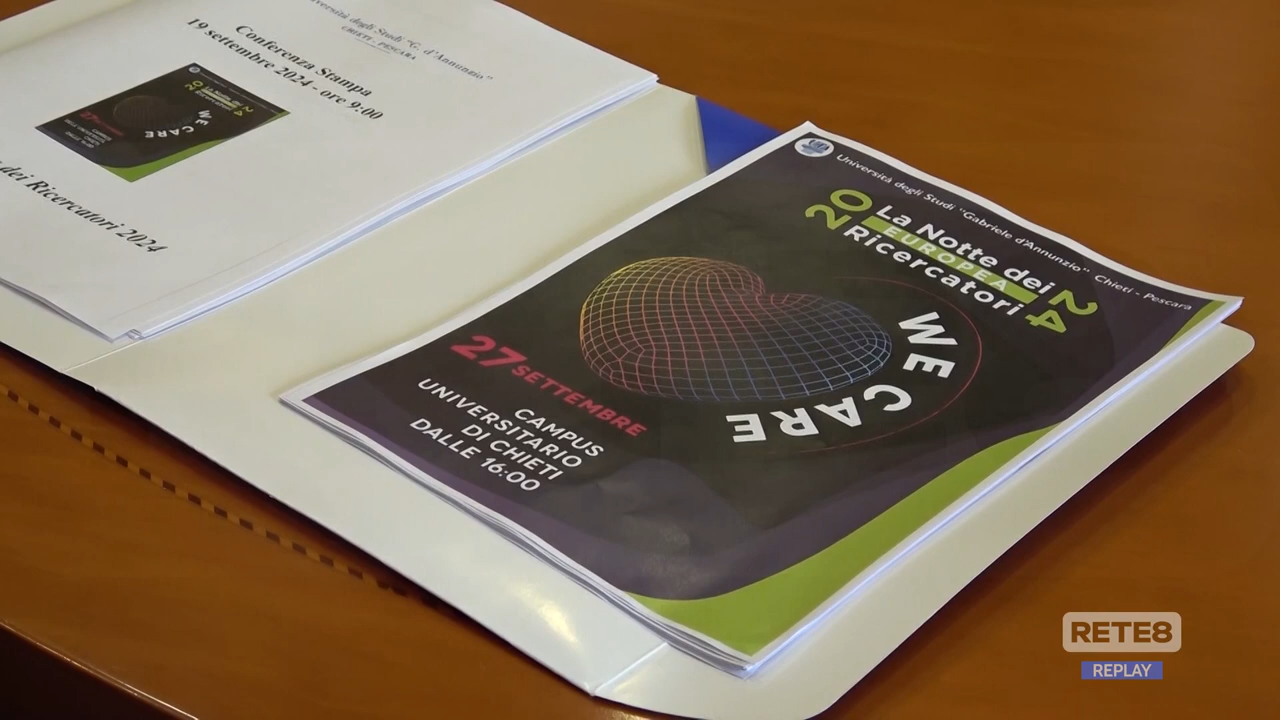 Università degli Studi "G. d'Annunzio"
CHIETI - PESCARA
Conferenza Stampa
19 settembre 2024 - ore 9:00
dei Ricercatori 2024
Università degli Studi "Gabriele d'Annunzio" Chieti - Pescara
20
La Notte dei
EUROPEA
Ricercatori
24
WE CARE
27 SETTEMBRE
CAMPUS
UNIVERSITARIO
DI CHIETI
DALLE 16:00
RETE8
REPLAY